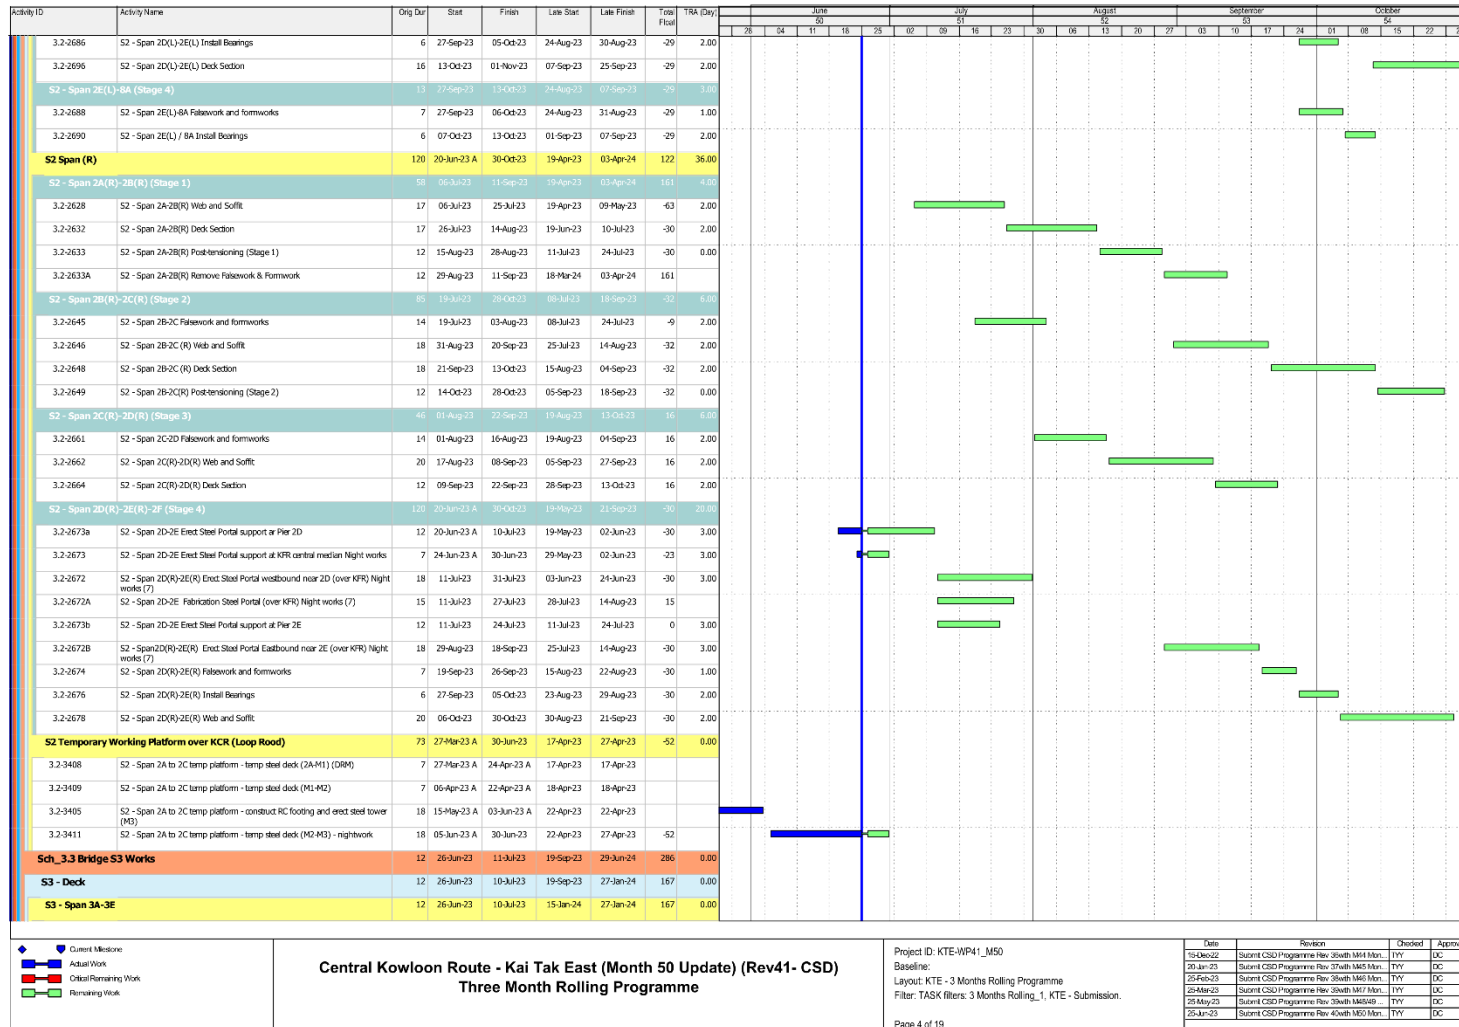 Activity ID Activity Name Orig Dur Start Finish Late Start Late Finish Total Float TRA (Day) June July August September October
50 51 52 53 54
28 04 11 18 25 02 09 16 23 30 06 13 20 27 03 10 17 24 01 08 15 22
3.2-2686 S2 - Span 2D(L)-2E(L) Install Bearings 6 27-Sep-23 05-Oct-23 24-Aug-23 30-Aug-23 -29 2.00
3.2-2696 S2 - Span 2D(L)-2E(L) Deck Section 16 13-Oct-23 01-Nov-23 07-Sep-23 25-Sep-23 -29 2.00
S2 - Span 2E(L)-8A (Stage 4) 13 27-Sep-23 13-Oct-23 24-Aug-23 07-Sep-23 -29 3.00
3.2-2688 S2 - Span 2E(L)-8A Falsework and formworks 7 27-Sep-23 06-Oct-23 24-Aug-23 31-Aug-23 -29 1.00
3.2-2690 S2 - Span 2E(L) / 8A Install Bearings 6 07-Oct-23 13-Oct-23 01-Sep-23 07-Sep-23 -29 2.00
S2 Span (R) 120 20-Jun-23 A 30-Oct-23 19-Apr-23 03-Apr-24 122 36.00
S2 - Span 2A(R)-2B(R) (Stage 1) 58 06-Jul-23 11-Sep-23 19-Apr-23 03-Apr-24 161 4.00
3.2-2628 S2 - Span 2A-2B(R) Web and Soffit 17 06-Jul-23 25-Jul-23 19-Apr-23 09-May-23 -63 2.00
3.2-2632 S2 - Span 2A-2B(R) Deck Section 17 26-Jul-23 14-Aug-23 19-Jun-23 10-Jul-23 -30 2.00
3.2-2633 S2 - Span 2A-2B(R) Post-tensioning (Stage 1) 12 15-Aug-23 28-Aug-23 11-Jul-23 24-Jul-23 -30 0.00
3.2-2633A S2 - Span 2A-2B(R) Remove Falsework & Formwork 12 29-Aug-23 11-Sep-23 18-Mar-24 03-Apr-24 161
S2 - Span 2B(R)-2C(R) (Stage 2) 85 19-Jul-23 28-Oct-23 08-Jul-23 18-Sep-23 -32 6.00
3.2-2645 S2 - Span 2B-2C Falsework and formworks 14 19-Jul-23 03-Aug-23 08-Jul-23 24-Jul-23 -9 2.00
3.2-2646 S2 - Span 2B-2C (R) Web and Soffit 18 31-Aug-23 20-Sep-23 25-Jul-23 14-Aug-23 -32 2.00
3.2-2648 S2 - Span 2B-2C (R) Deck Section 18 21-Sep-23 13-Oct-23 15-Aug-23 04-Sep-23 -32 2.00
3.2-2649 S2 - Span 2B-2C(R) Post-tensioning (Stage 2) 12 14-Oct-23 28-Oct-23 05-Sep-23 18-Sep-23 -32 0.00
S2 - Span 2C(R)-2D(R) (Stage 3) 46 01-Aug-23 22-Sep-23 19-Aug-23 13-Oct-23 16 6.00
3.2-2661 S2 - Span 2C-2D Falsework and formworks 14 01-Aug-23 16-Aug-23 19-Aug-23 04-Sep-23 16 2.00
3.2-2662 S2 - Span 2C(R)-2D(R) Web and Soffit 20 17-Aug-23 08-Sep-23 05-Sep-23 27-Sep-23 16 2.00
3.2-2664 S2 - Span 2C(R)-2D(R) Deck Section 12 09-Sep-23 22-Sep-23 28-Sep-23 13-Oct-23 16 2.00
S2 - Span 2D(R)-2E(R)-2F (Stage 4) 120 20-Jun-23 A 30-Oct-23 19-May-23 21-Sep-23 -30 20.00
3.2-2673a S2 - Span 2D-2E Erect Steel Portal support ar Pier 2D 12 20-Jun-23 A 10-Jul-23 19-May-23 02-Jun-23 -30 3.00
3.2-2673 S2 - Span 2D-2E Erect Steel Portal support at KFR central median Night works 7 24-Jun-23 A 30-Jun-23 29-May-23 02-Jun-23 -23 3.00
3.2-2672 S2 - Span 2D(R)-2E(R) Erect Steel Portal westbound near 2D (over KFR) Night 18 11-Jul-23 31-Jul-23 03-Jun-23 24-Jun-23 -30 3.00
works (7)
3.2-2672A S2 - Span 2D-2E Fabrication Steel Portal (over KFR) Night works (7) 15 11-Jul-23 27-Jul-23 28-Jul-23 14-Aug-23 15
3.2-2673b S2 - Span 2D-2E Erect Steel Portal support at Pier 2E 12 11-Jul-23 24-Jul-23 11-Jul-23 24-Jul-23 0 3.00
3.2-2672B S2 - Span2D(R)-2E(R) Erect Steel Portal Eastbound near 2E (over KFR) Night 18 29-Aug-23 18-Sep-23 25-Jul-23 14-Aug-23 -30 3.00
works (7)
3.2-2674 S2 - Span 2D(R)-2E(R) Falsework and formworks 7 19-Sep-23 26-Sep-23 15-Aug-23 22-Aug-23 -30 1.00
3.2-2676 S2 - Span 2D(R)-2E(R) Install Bearings 6 27-Sep-23 05-Oct-23 23-Aug-23 29-Aug-23 -30 2.00
3.2-2678 S2 - Span 2D(R)-2E(R) Web and Soffit 20 06-Oct-23 30-Oct-23 30-Aug-23 21-Sep-23 -30 2.00
S2 Temporary Working Platform over KCR (Loop Rood) 73 27-Mar-23 A 30-Jun-23 17-Apr-23 27-Apr-23 -52 0.00
3.2-3408 S2 - Span 2A to 2C temp platform - temp steel deck (2A-M1) (DRM) 7 27-Mar-23 A 24-Apr-23 A 17-Apr-23 17-Apr-23
3.2-3409 S2 - Span 2A to 2C temp platform - temp steel deck (M1-M2) 7 06-Apr-23 A 22-Apr-23 A 18-Apr-23 18-Apr-23
3.2-3405 S2 - Span 2A to 2C temp platform - construct RC footing and erect steel tower 18 15-May-23 A 03-Jun-23 A 22-Apr-23 22-Apr-23
(M3)
3.2-3411 S2 - Span 2A to 2C temp platform - temp steel deck (M2-M3) - nightwork 18 05-Jun-23 A 30-Jun-23 22-Apr-23 27-Apr-23 -52
Sch_3.3 Bridge S3 Works 12 26-Jun-23 11-Jul-23 19-Sep-23 29-Jun-24 286 0.00
S3 - Deck 12 26-Jun-23 10-Jul-23 19-Sep-23 27-Jan-24 167 0.00
S3 - Span 3A-3E 12 26-Jun-23 10-Jul-23 15-Jan-24 27-Jan-24 167 0.00
Current Milestone
Actual Work
Critical Remaining Work
Remaining Work
Central Kowloon Route - Kai Tak East (Month 50 Update) (Rev41- CSD)
Three Month Rolling Programme
Project ID: KTE-WP41_M50
Baseline:
Layout: KTE - 3 Months Rolling Programme
Filter: TASK filters: 3 Months Rolling_1, KTE - Submission.
Page 4 of 19
Date Revision Checked Approv
15-Dec-22 Submit CSD Programme Rev 36with M44 Mon... TYY DC
20-Jan-23 Submit CSD Programme Rev 37with M45 Mon... TYY DC
25-Feb-23 Submit CSD Programme Rev 38with M46 Mon... TYY DC
25-Mar-23 Submit CSD Programme Rev 39with M47 Mon... TYY DC
25-May-23 Submit CSD Programme Rev 39with M48/49 ... TYY DC
25-Jun-23 Submit CSD Programme Rev 40with M50 Mon... TYY DC